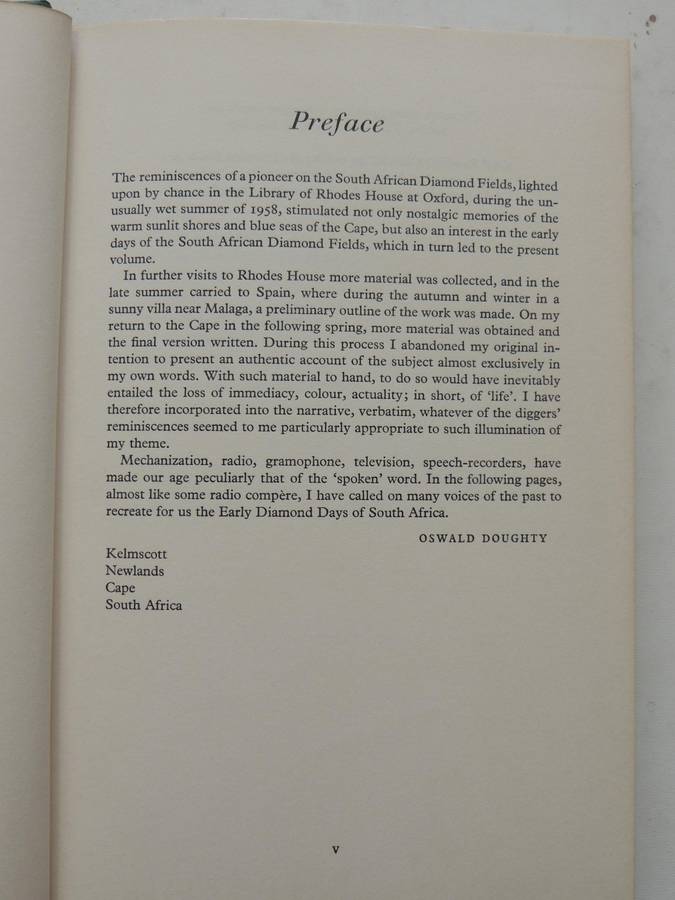 Preface
The reminiscences of a pioneer on the South African Diamond Fields, lighted
upon by chance in the Library of Rhodes House at Oxford, during the un-
usually wet summer of 1958, stimulated not only nostalgic memories of the
warm sunlit shores and blue seas of the Cape, but also an interest in the early
days of the South African Diamond Fields, which in turn led to the present
volume.
In further visits to Rhodes House more material was collected, and in the
late summer carried to Spain, where during the autumn and winter in a
sunny villa near Malaga, a preliminary outline of the work was made. On my
return to the Cape in the following spring, more material was obtained and
the final version written. During this process I abandoned my original in-
tention to present an authentic account of the subject almost exclusively in
my own words. With such material to hand, to do so would have inevitably
entailed the loss of immediacy, colour, actuality; in short, of ‘life’. I have
therefore incorporated into the narrative, verbatim, whatever of the diggers’
reminiscences seemed to me particularly appropriate to such illumination of
my theme.
Mechanization, radio, gramophone, television, speech-recorders, have
made our age peculiarly that of the ‘spoken’ word. In the following pages,
almost like some radio compère, I have called on many voices of the past to
recreate for us the Early Diamond Days of South Africa.
OSWALD DOUGHTY
Kelmscott
Newlands
Cape
South Africa
v